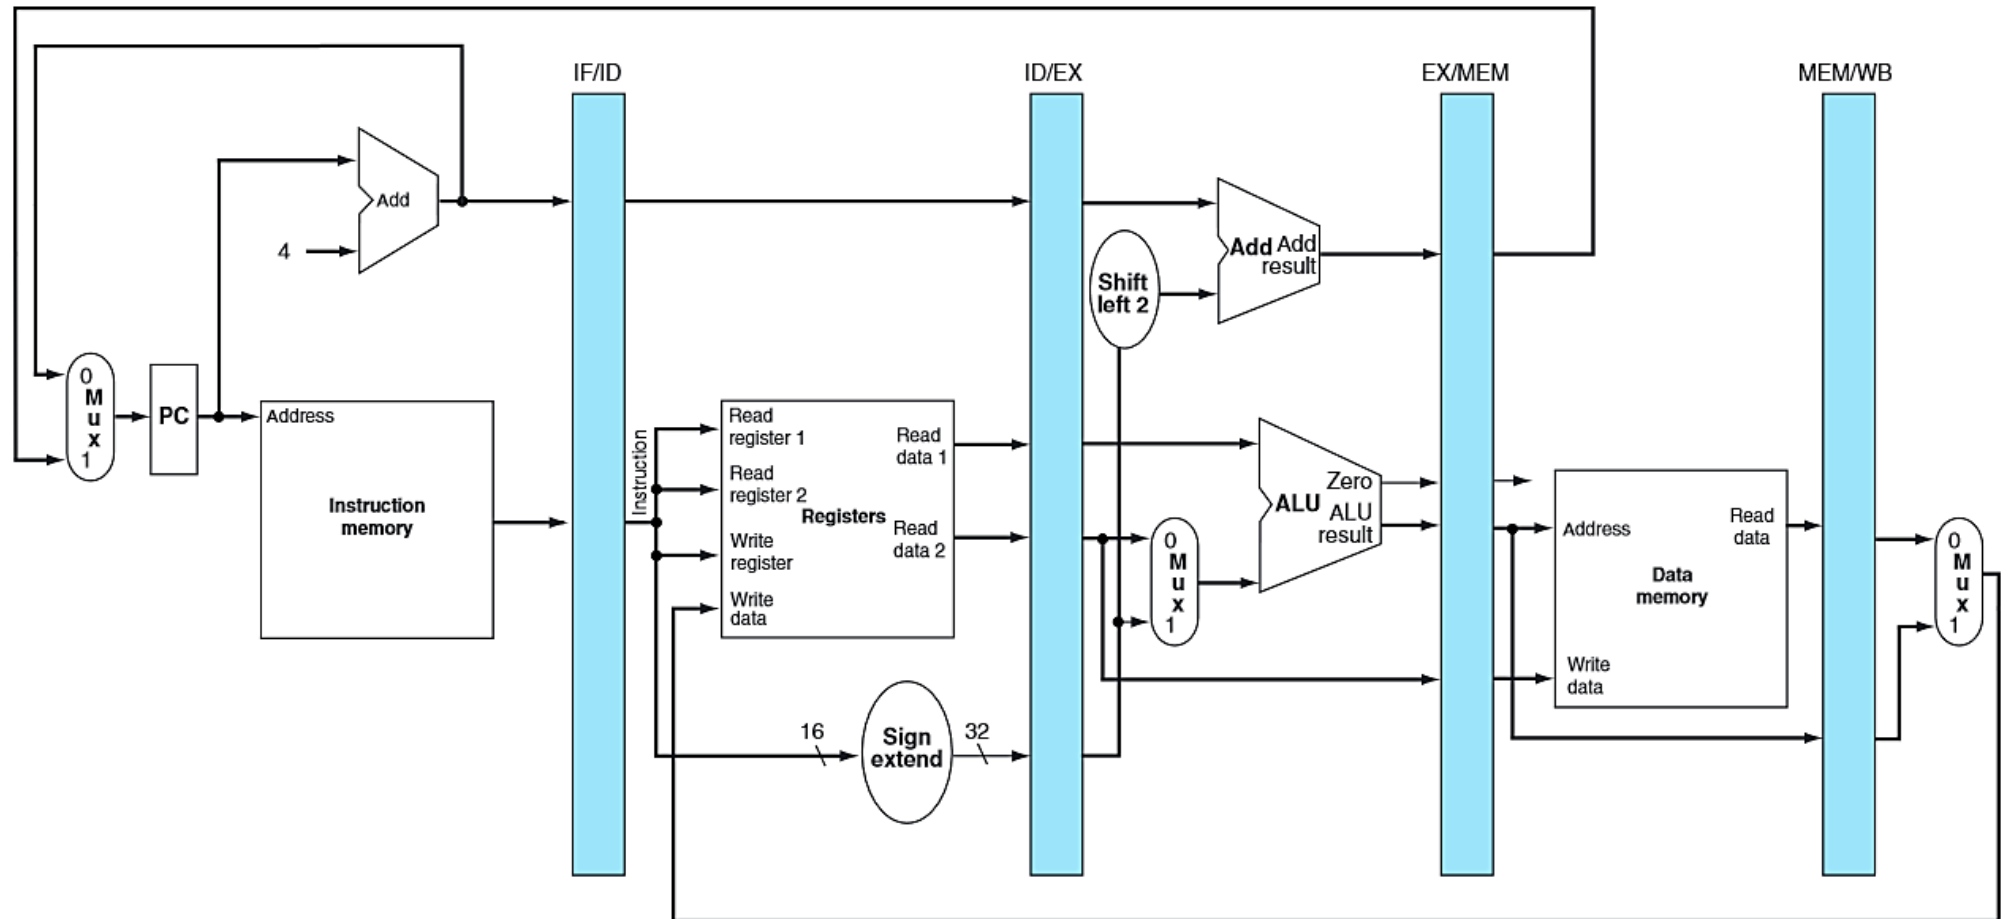 IF/ID
ID/EX
EX/MEM
MEM/WB
Add
4
Add Add
result
Shift
left 2
0
M
u
x
1
PC
Address
Instruction
memory
Instruction
Read
register 1
Read
register 2
Write
register
Write
data
Registers
Read
data 1
Read
data 2
16
Sign
extend
32
0
M
u
x
1
Zero
ALU
ALU
result
Address
Read
data
Data
memory
Write
data
0
M
u
x
1